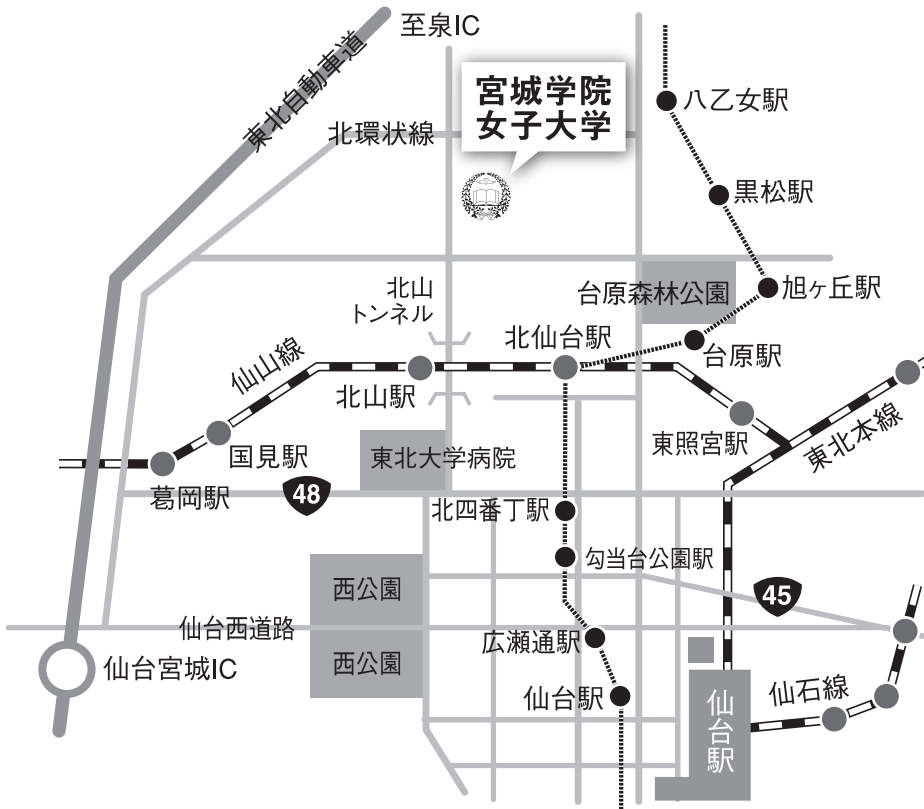 至泉IC
東北自動車道
宮城学院
女子大学
八乙女駅
北環状線
黒松駅
北山
トンネル
台原森林公園
旭ヶ丘駅
北仙台駅
台原駅
仙山線
北山駅
東照宮駅
東北本線
国見駅
東北大学病院
葛岡駅
48
北四番丁駅
勾当台公園駅
西公園
45
仙台西道路
広瀬通駅
西公園
仙台宮城IC
仙台駅
仙台駅
仙石線